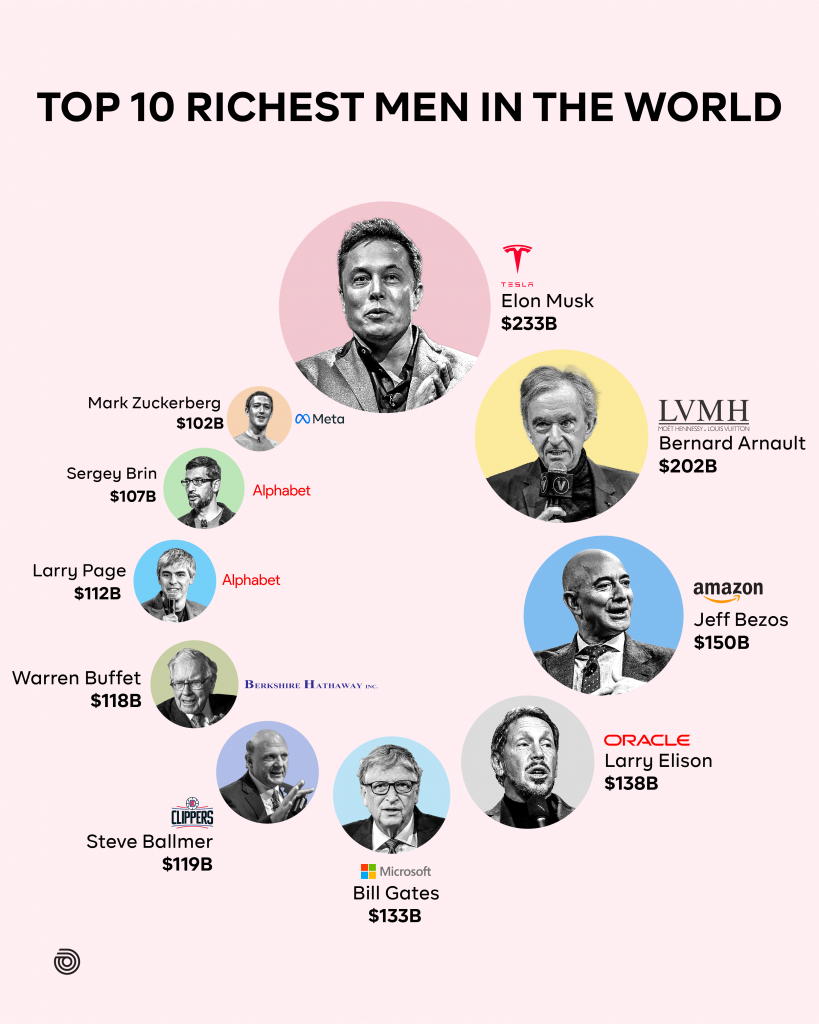 TOP 10 RICHEST MEN IN THE WORLD
TESLA
Elon Musk
$233B
LVMH
MOËT HENNESSY . LOUIS VUITTON
Bernard Arnault
$202B
amazon
Jeff Bezos
$150B
ORACLE
Larry Elison
$138B
Microsoft
Bill Gates
$133B
CLIPPERS
Steve Ballmer
$119B
Warren Buffet
$118B
BERKSHIRE HATHAWAY INC.
Larry Page
$112B
Alphabet
Sergey Brin
$107B
Alphabet
Mark Zuckerberg
$102B
Meta